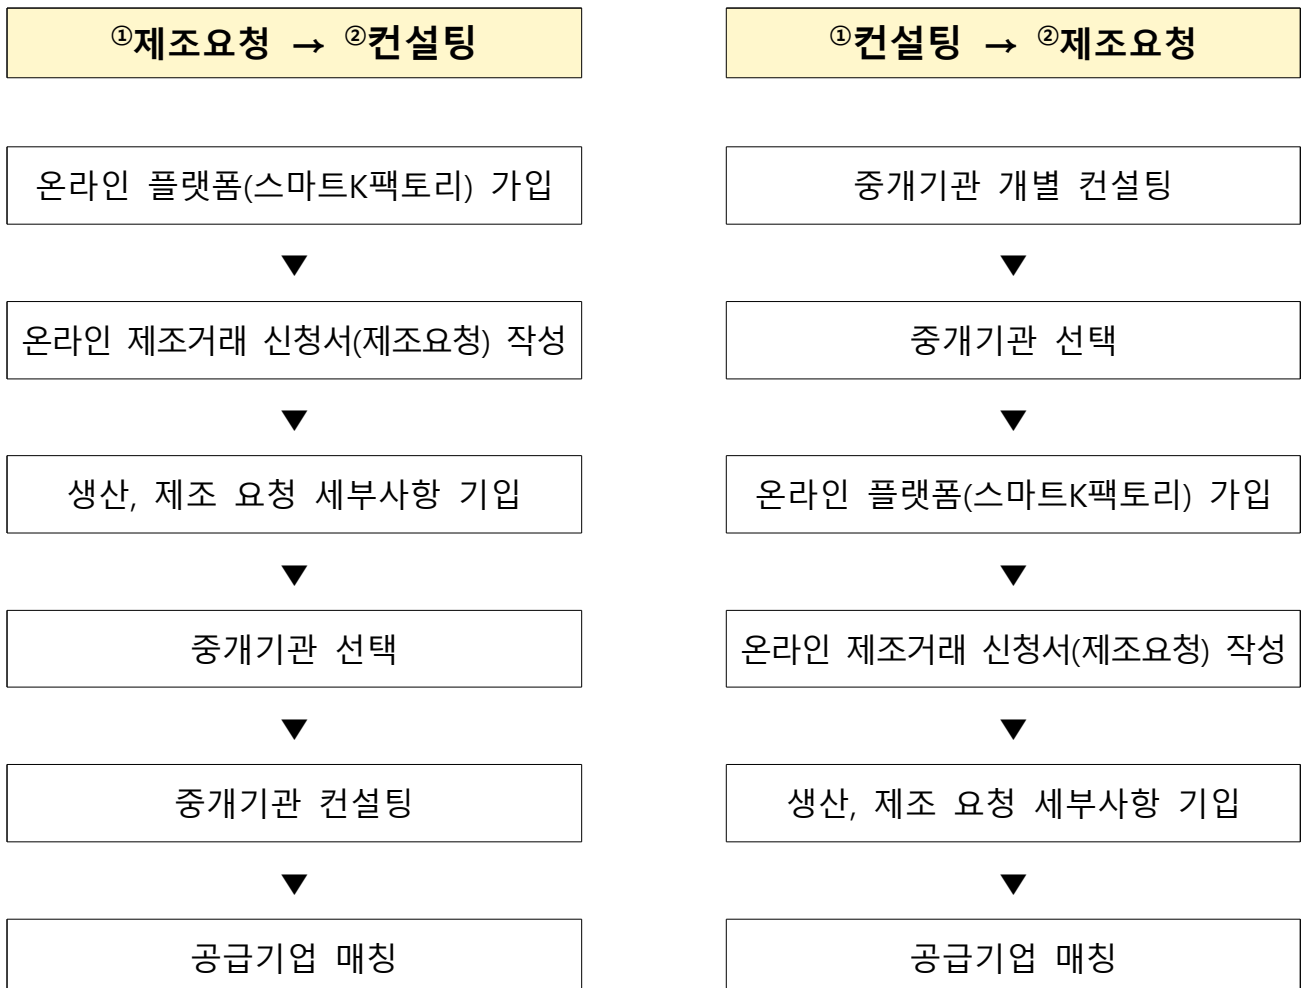 ①제조요청 → ②컨설팅
온라인 플랫폼(스마트K팩토리) 가입
▼
온라인 제조거래 신청서(제조요청) 작성
▼
생산, 제조 요청 세부사항 기입
▼
중개기관 선택
▼
중개기관 컨설팅
▼
공급기업 매칭
①컨설팅 → ②제조요청
중개기관 개별 컨설팅
▼
중개기관 선택
▼
온라인 플랫폼(스마트K팩토리) 가입
▼
온라인 제조거래 신청서(제조요청) 작성
▼
생산, 제조 요청 세부사항 기입
▼
공급기업 매칭